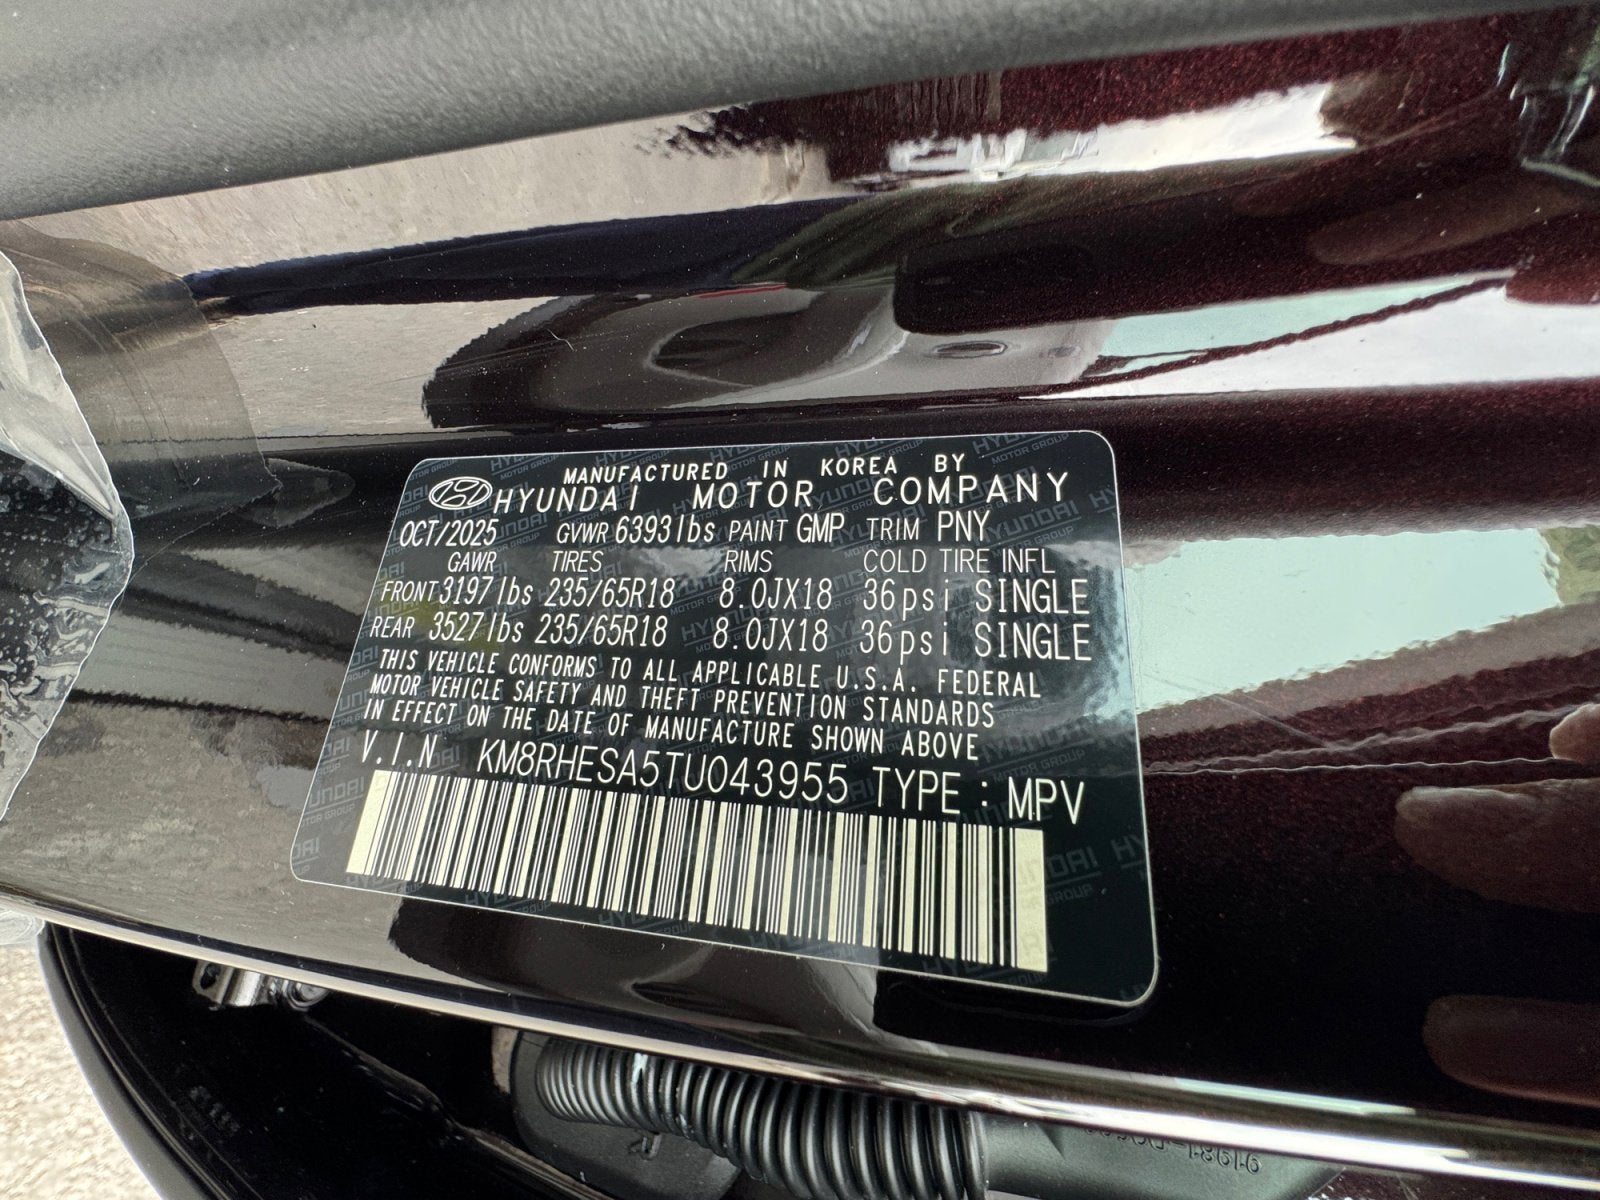 MANUFACTURED IN KOREA BY
HYUNDAI MOTOR COMPANY
OCT/2025 GVWR 6393lbs PAINT GMP TRIM PNY
GAWR TIRES RIMS COLD TIRE INFL
FRONT 3197lbs 235/65R18 8.0JX18 36psi SINGLE
REAR 3527lbs 235/65R18 8.0JX18 36psi SINGLE
THIS VEHICLE CONFORMS TO ALL APPLICABLE U.S.A. FEDERAL
MOTOR VEHICLE SAFETY AND THEFT PREVENTION STANDARDS
IN EFFECT ON THE DATE OF MANUFACTURE SHOWN ABOVE
V.I.N KM8RHESA5TU043955 TYPE : MPV